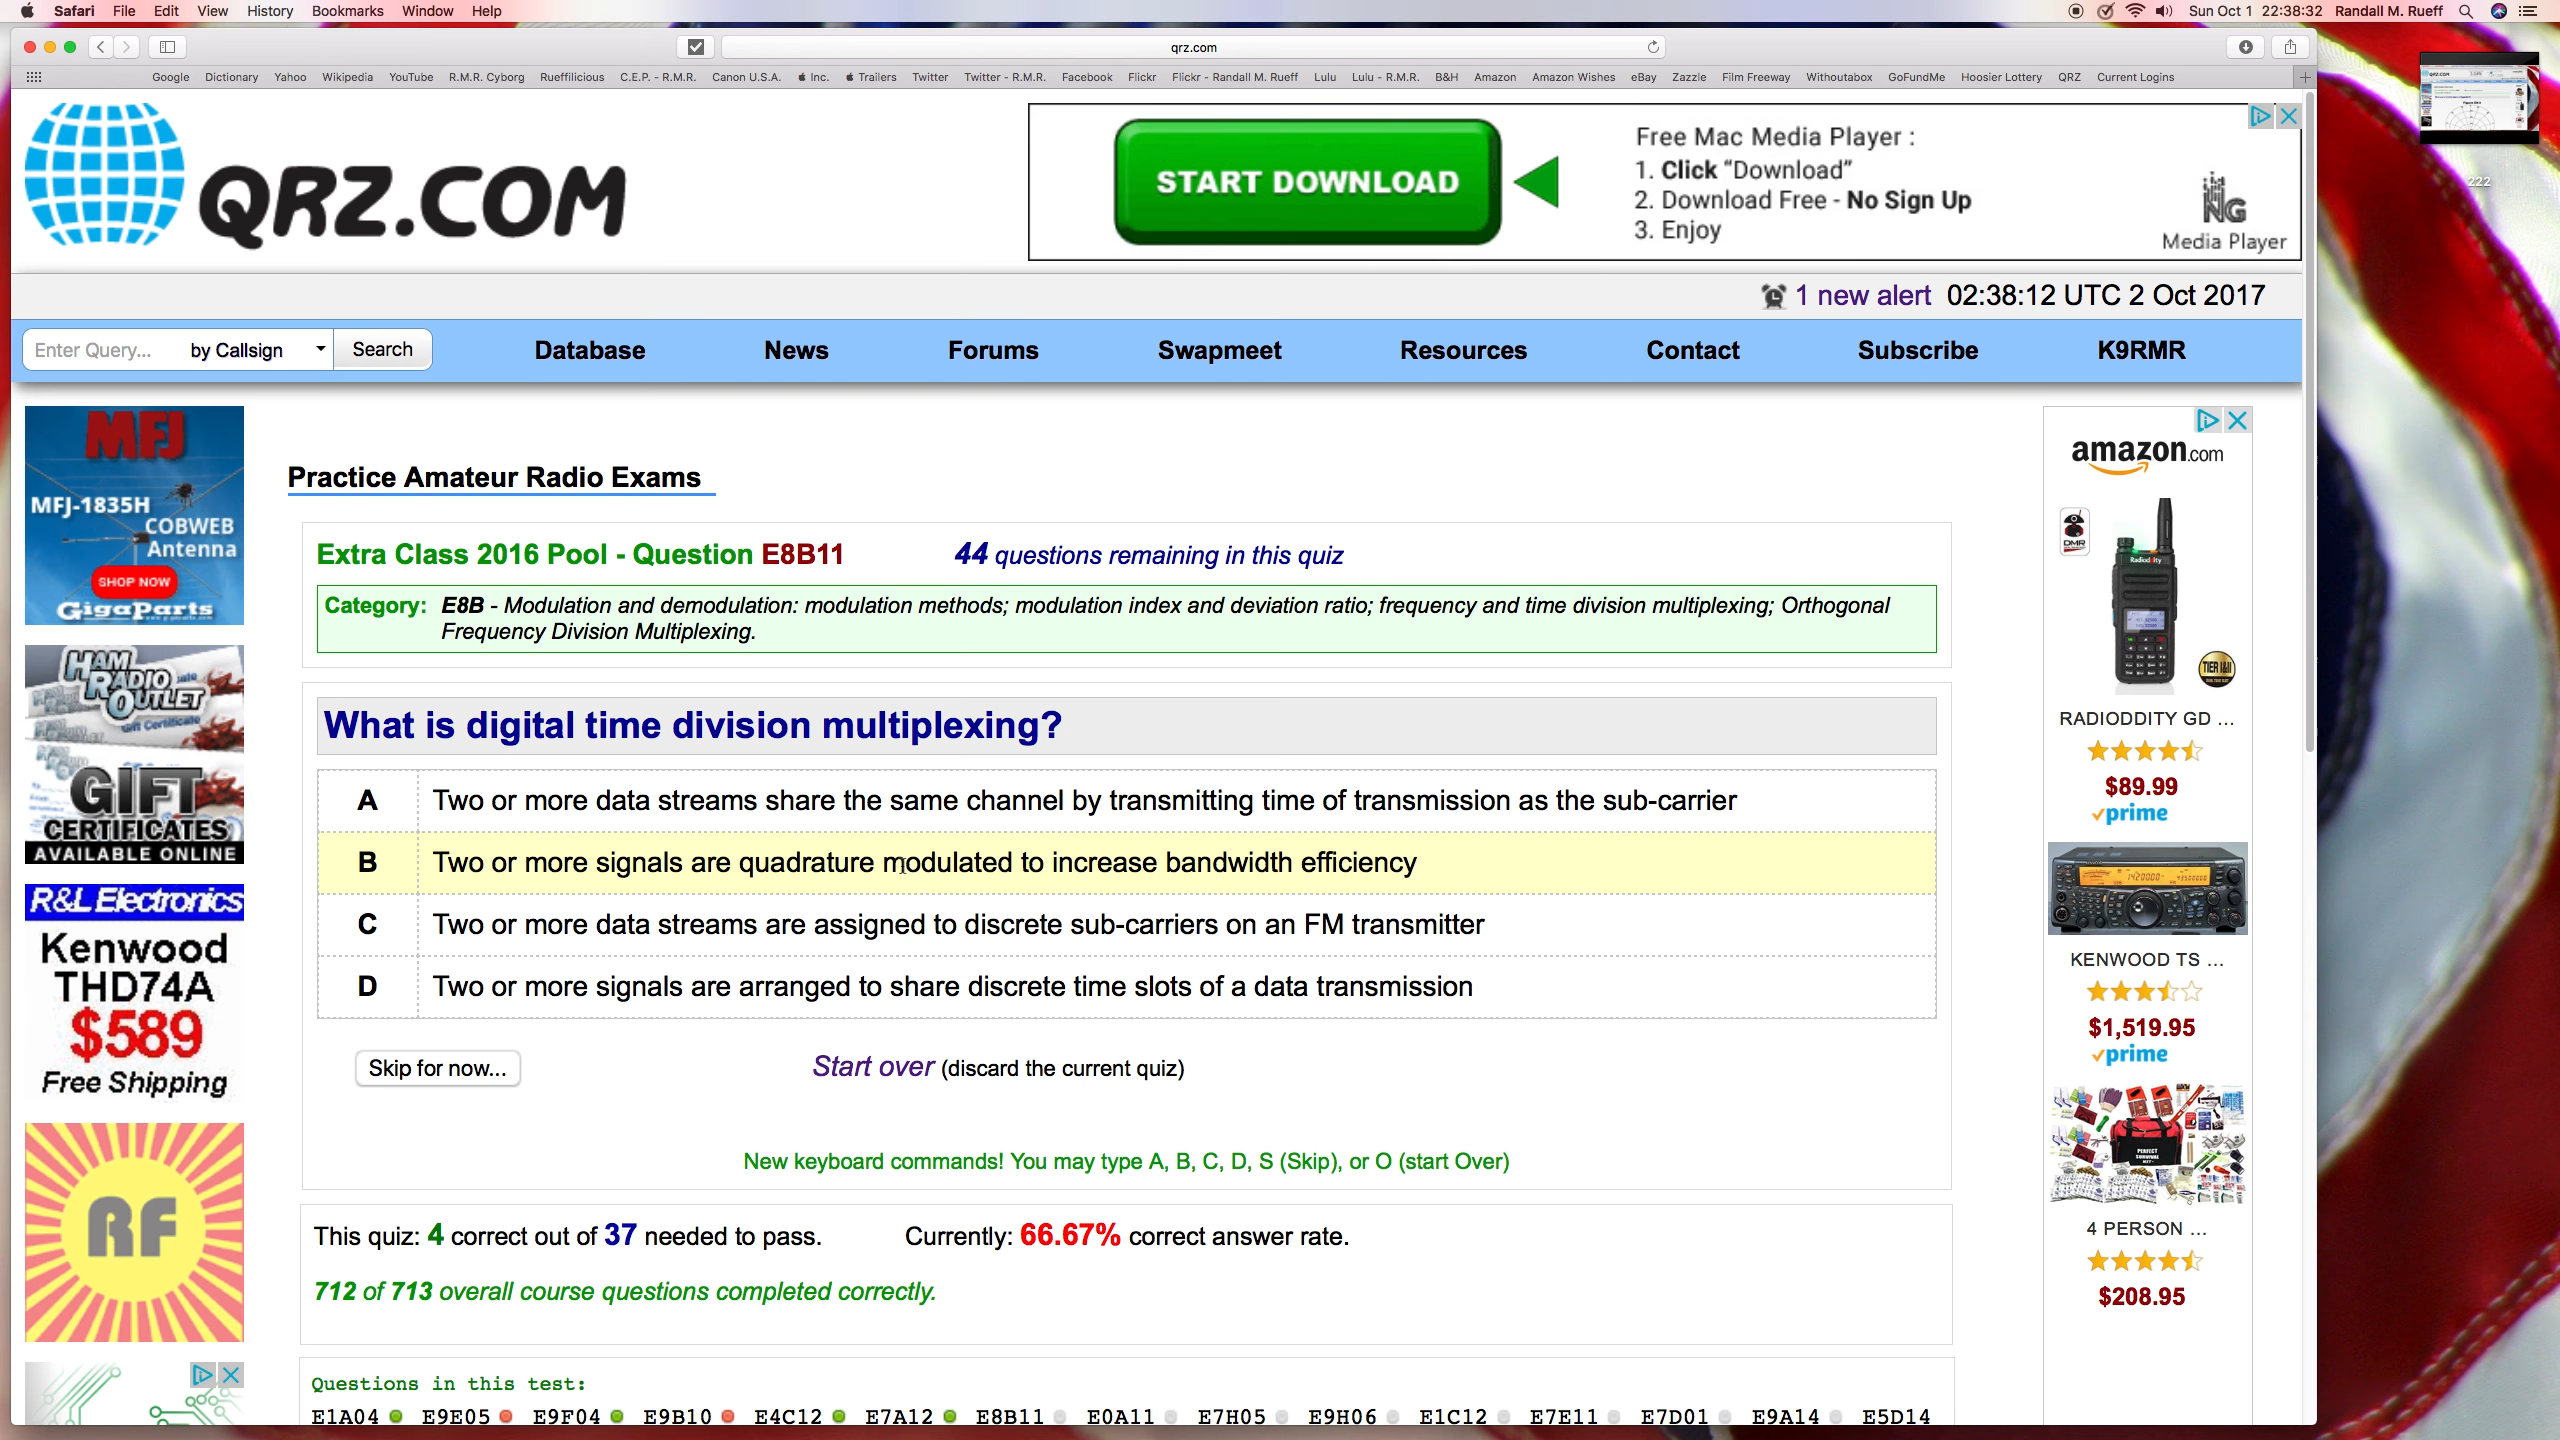 Safari File Edit View History Bookmarks Window Help
Sun Oct 1 22:38:32 Randall M. Rueff
qrz.com
Google Dictionary Yahoo Wikipedia YouTube R.M.R. Cyborg Rueffilicious C.E.P. - R.M.R. Canon U.S.A. Inc. Trailers Twitter Twitter - R.M.R. Facebook Flickr Flickr - Randall M. Rueff Lulu Lulu - R.M.R. B&H Amazon Amazon Wishes eBay Zazzle Film Freeway Withoutabox GoFundMe Hoosier Lottery QRZ Current Logins
222
QRZ.COM
START DOWNLOAD
Free Mac Media Player :
1. Click “Download”
2. Download Free - No Sign Up
3. Enjoy
NG
Media Player
1 new alert 02:38:12 UTC 2 Oct 2017
Enter Query... by Callsign Search Database News Forums Swapmeet Resources Contact Subscribe K9RMR
MFJ
MFJ-1835H
COBWEB
Antenna
SHOP NOW
GigaParts
HAM
RADIO
OUTLET
Gift Certificate
GIFT
CERTIFICATES
AVAILABLE ONLINE
R&L Electronics
Kenwood
THD74A
$589
Free Shipping
RF
Practice Amateur Radio Exams
Extra Class 2016 Pool - Question E8B11 44 questions remaining in this quiz
Category: E8B - Modulation and demodulation: modulation methods; modulation index and deviation ratio; frequency and time division multiplexing; Orthogonal
Frequency Division Multiplexing.
What is digital time division multiplexing?
A Two or more data streams share the same channel by transmitting time of transmission as the sub-carrier
B Two or more signals are quadrature modulated to increase bandwidth efficiency
C Two or more data streams are assigned to discrete sub-carriers on an FM transmitter
D Two or more signals are arranged to share discrete time slots of a data transmission
Skip for now... Start over (discard the current quiz)
New keyboard commands! You may type A, B, C, D, S (Skip), or O (start Over)
This quiz: 4 correct out of 37 needed to pass. Currently: 66.67% correct answer rate.
712 of 713 overall course questions completed correctly.
Questions in this test:
E1A04 E9E05 E9F04 E9B10 E4C12 E7A12 E8B11 E0A11 E7H05 E9H06 E1C12 E7E11 E7D01 E9A14 E5D14
amazon.com
DMR
Radioddity
TIER I&II
RADIODDITY GD ...
$89.99
prime
KENWOOD TS ...
$1,519.95
prime
PERFECT
SURVIVAL
4 PERSON ...
$208.95